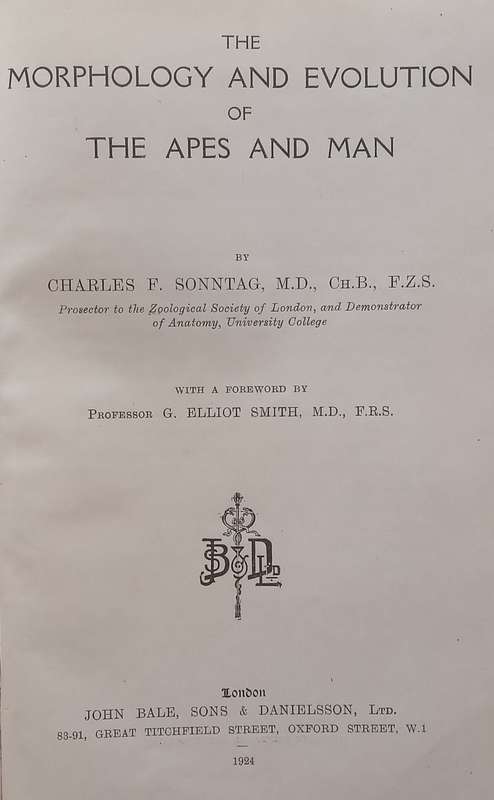 THE
MORPHOLOGY AND EVOLUTION
OF
THE APES AND MAN
BY
CHARLES F. SONNTAG, M.D., CH.B., F.Z.S.
Prosector to the Zoological Society of London, and Demonstrator
of Anatomy, University College
WITH A FOREWORD BY
PROFESSOR G. ELLIOT SMITH, M.D., F.R.S.
JB S & D LTD
London
JOHN BALE, SONS & DANIELSSON, LTD.
83-91, GREAT TITCHFIELD STREET, OXFORD STREET, W.1
1924